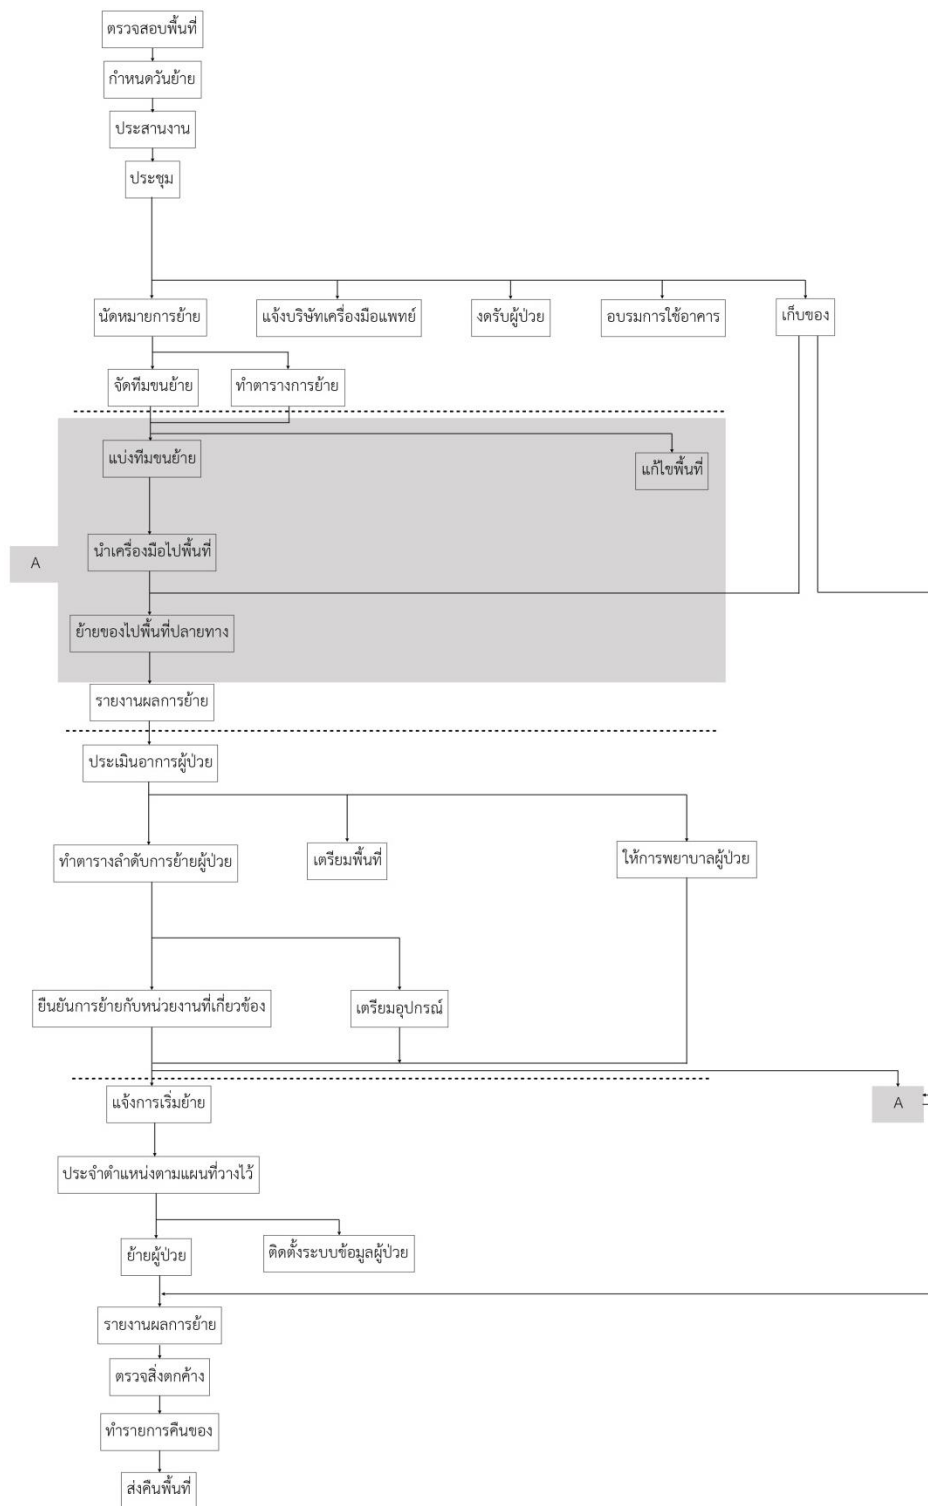 ตรวจสอบพื้นที่
กำหนดวันย้าย
ประสานงาน
ประชุม
นัดหมายการย้าย
แจ้งบริษัทเครื่องมือแพทย์
งดรับผู้ป่วย
อบรมการใช้อาคาร
เก็บของ
จัดทีมขนย้าย
ทำตารางการย้าย
แบ่งทีมขนย้าย
แก้ไขพื้นที่
นำเครื่องมือไปพื้นที่
A
ย้ายของไปพื้นที่ปลายทาง
รายงานผลการย้าย
ประเมินอาการผู้ป่วย
ทำตารางลำดับการย้ายผู้ป่วย
เตรียมพื้นที่
ให้การพยาบาลผู้ป่วย
ยืนยันการย้ายกับหน่วยงานที่เกี่ยวข้อง
เตรียมอุปกรณ์
แจ้งการเริ่มย้าย
A
ประจำตำแหน่งตามแผนที่วางไว้
ย้ายผู้ป่วย
ติดตั้งระบบข้อมูลผู้ป่วย
รายงานผลการย้าย
ตรวจสิ่งตกค้าง
ทำรายการคืนของ
ส่งคืนพื้นที่